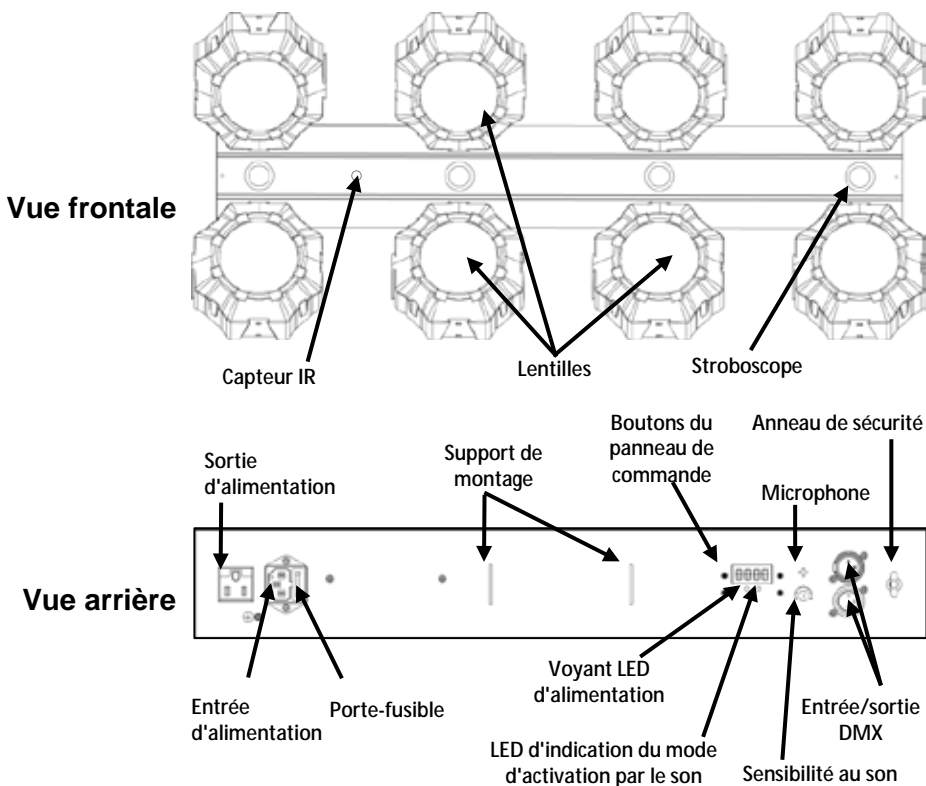 Vue frontale
Capteur IR
Lentilles
Stroboscope
Vue arrière
Sortie
d'alimentation
Support de
montage
Boutons du
panneau de
commande
Anneau de sécurité
Microphone
Entrée
d'alimentation
Porte-fusible
Voyant LED
d'alimentation
LED d'indication du mode
d'activation par le son
Entrée/sortie
DMX
Sensibilité au son